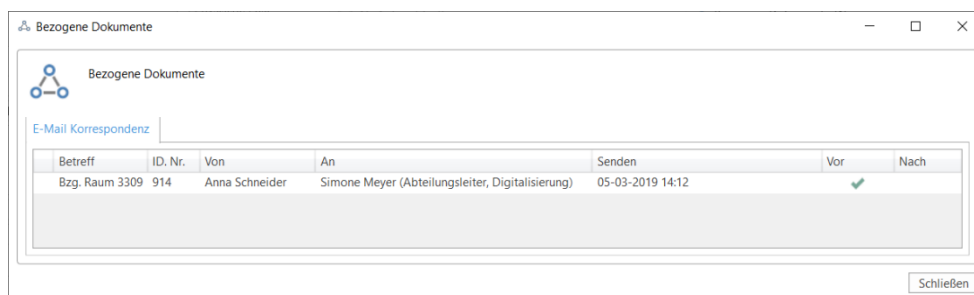 Bezogene Dokumente
Bezogene Dokumente
E-Mail Korrespondenz
Betreff ID. Nr. Von An Senden Vor Nach
Bzg. Raum 3309 914 Anna Schneider Simone Meyer (Abteilungsleiter, Digitalisierung) 05-03-2019 14:12
Schließen